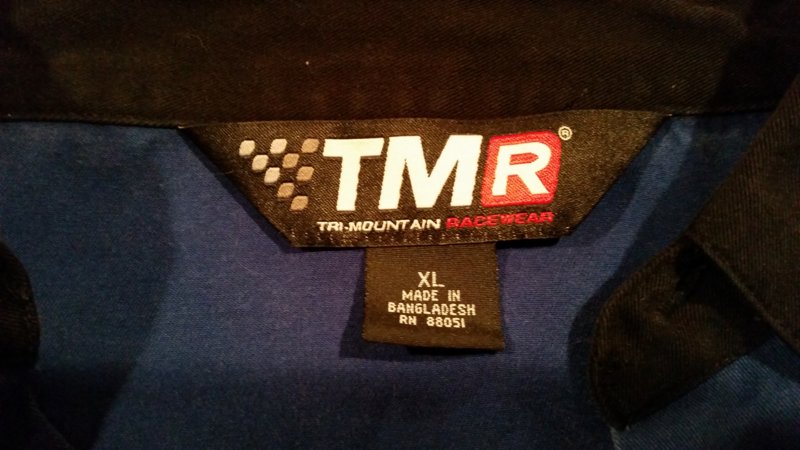 TMR®
TRI-MOUNTAIN RACEWEAR
XL
MADE IN
BANGLADESH
RN 88051